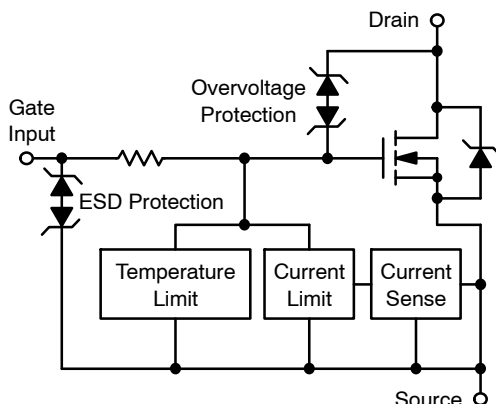 Drain
Overvoltage
Protection
Gate
Input
ESD Protection
Temperature
Limit
Current
Limit
Current
Sense
Source